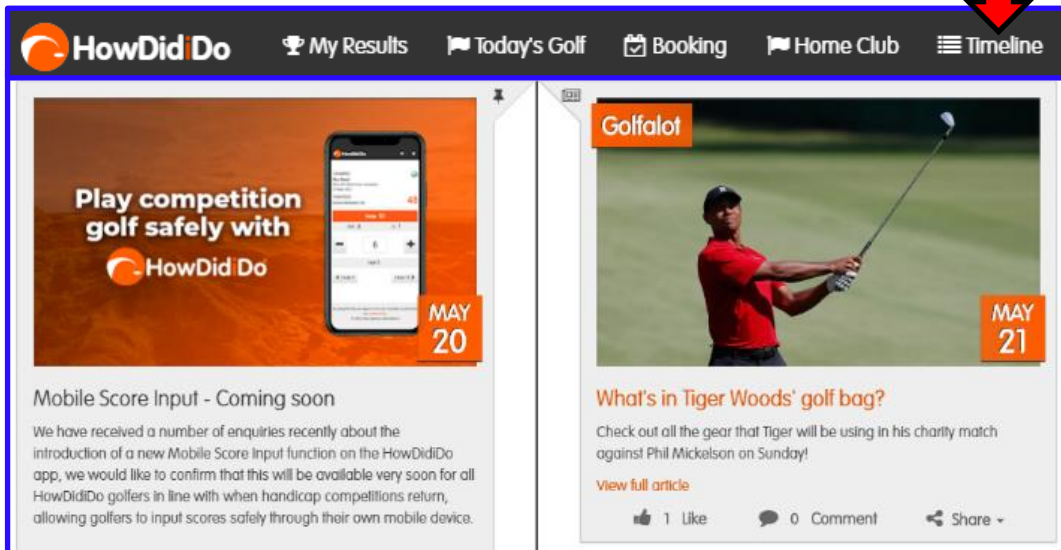 HowDidiDo My Results Today's Golf Booking Home Club Timeline
Play competition
golf safely with
HowDidiDo
MAY
20
Mobile Score Input - Coming soon
We have received a number of enquiries recently about the
introduction of a new Mobile Score Input function on the HowDidiDo
app, we would like to confirm that this will be available very soon for all
HowDidiDo golfers in line with when handicap competitions return,
allowing golfers to input scores safely through their own mobile device.
Golfalot
MAY
21
What's in Tiger Woods' golf bag?
Check out all the gear that Tiger will be using in his charity match
against Phil Mickelson on Sunday!
View full article
1 Like 0 Comment Share